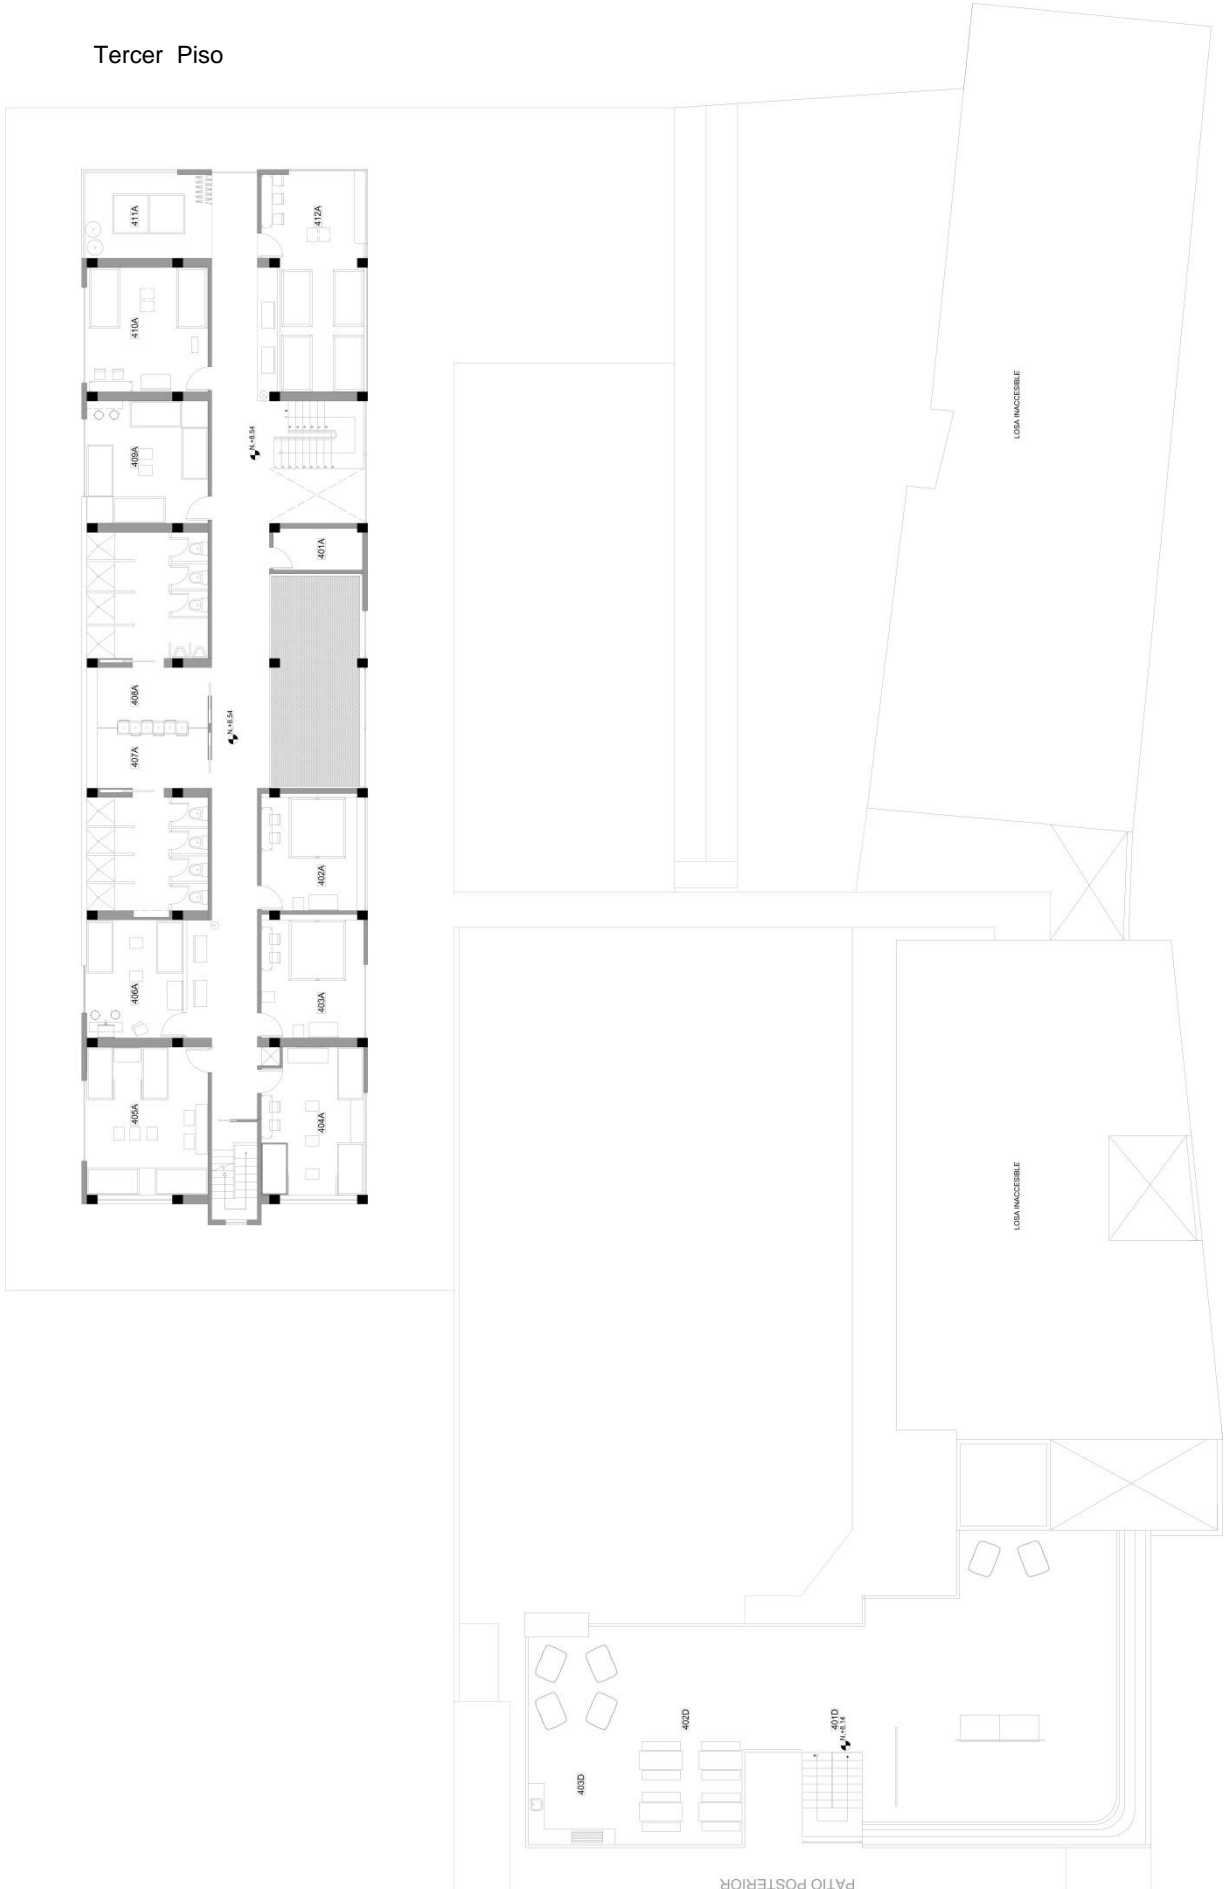 Tercer Piso
411A
412A
410A
LOSA INACCESIBLE
N.+8.54
409A
401A
408A
N.+8.54
407A
402A
406A
403A
405A
404A
LOSA INACCESIBLE
402D
401D
N.+8.14
403D
PATIO POSTERIOR